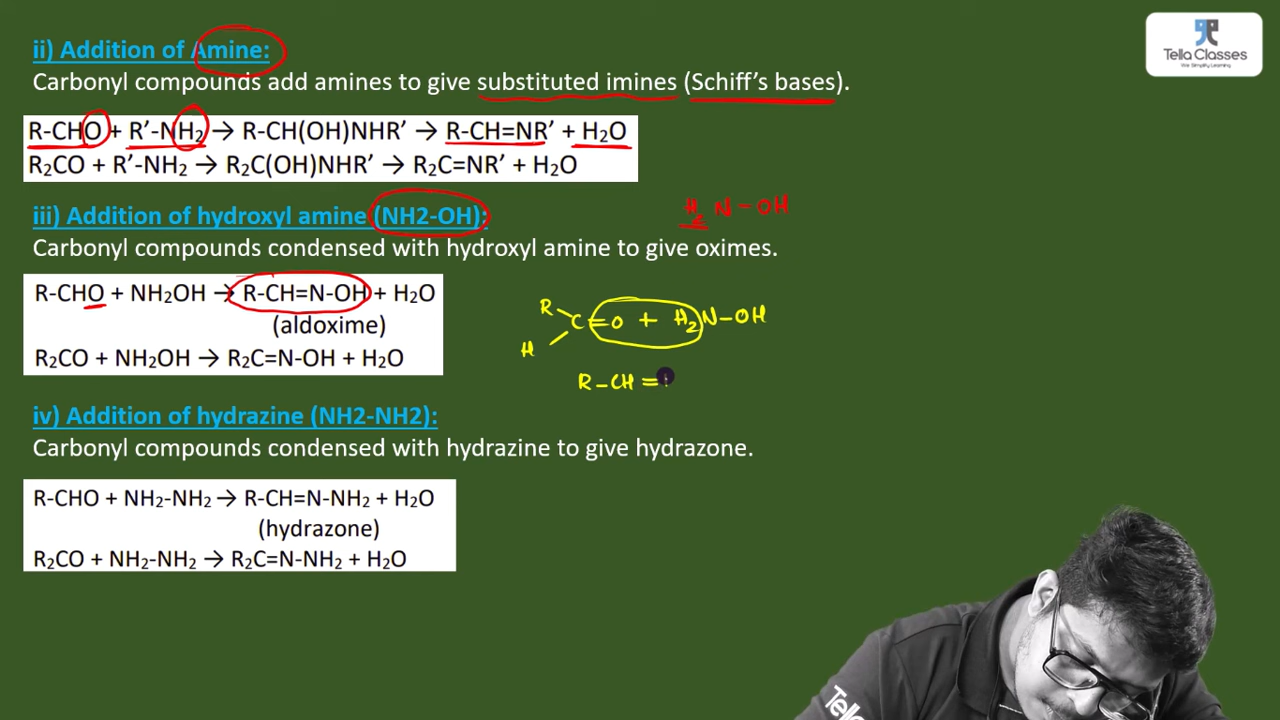 ii) Addition of Amine:
Carbonyl compounds add amines to give substituted imines (Schiff’s bases).
R-CHO + R’-NH₂ → R-CH(OH)NHR’ → R-CH=NR’ + H₂O
R₂CO + R’-NH₂ → R₂C(OH)NHR’ → R₂C=NR’ + H₂O
iii) Addition of hydroxyl amine (NH2-OH):
H₂N-OH
Carbonyl compounds condensed with hydroxyl amine to give oximes.
R-CHO + NH₂OH → R-CH=N-OH + H₂O
(aldoxime)
R₂CO + NH₂OH → R₂C=N-OH + H₂O
R
C=O + H₂N-OH
H
R-CH=
iv) Addition of hydrazine (NH2-NH2):
Carbonyl compounds condensed with hydrazine to give hydrazone.
R-CHO + NH₂-NH₂ → R-CH=N-NH₂ + H₂O
(hydrazone)
R₂CO + NH₂-NH₂ → R₂C=N-NH₂ + H₂O
Tella Classes
We Simplify Learning
Tella